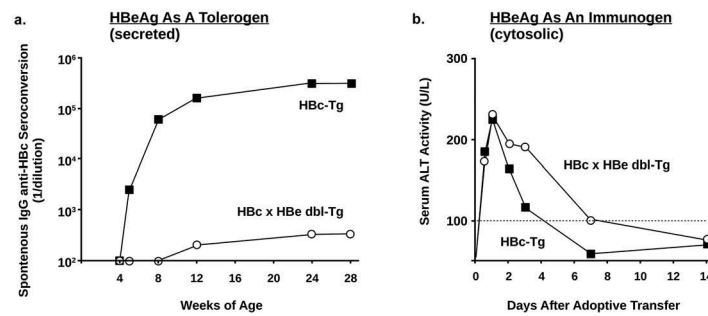 a.
HBeAg As A Tolerogen
(secreted)
Spontenous IgG anti-HBc Seroconversion
(1/dilution)
10⁶
10⁵
10⁴
10³
10²
HBc-Tg
HBc x HBe dbl-Tg
4 8 12 16 20 24 28
Weeks of Age
b.
HBeAg As An Immunogen
(cytosolic)
Serum ALT Activity (U/L)
300
200
100
HBc x HBe dbl-Tg
HBc-Tg
0 2 4 6 8 10 12 14
Days After Adoptive Transfer